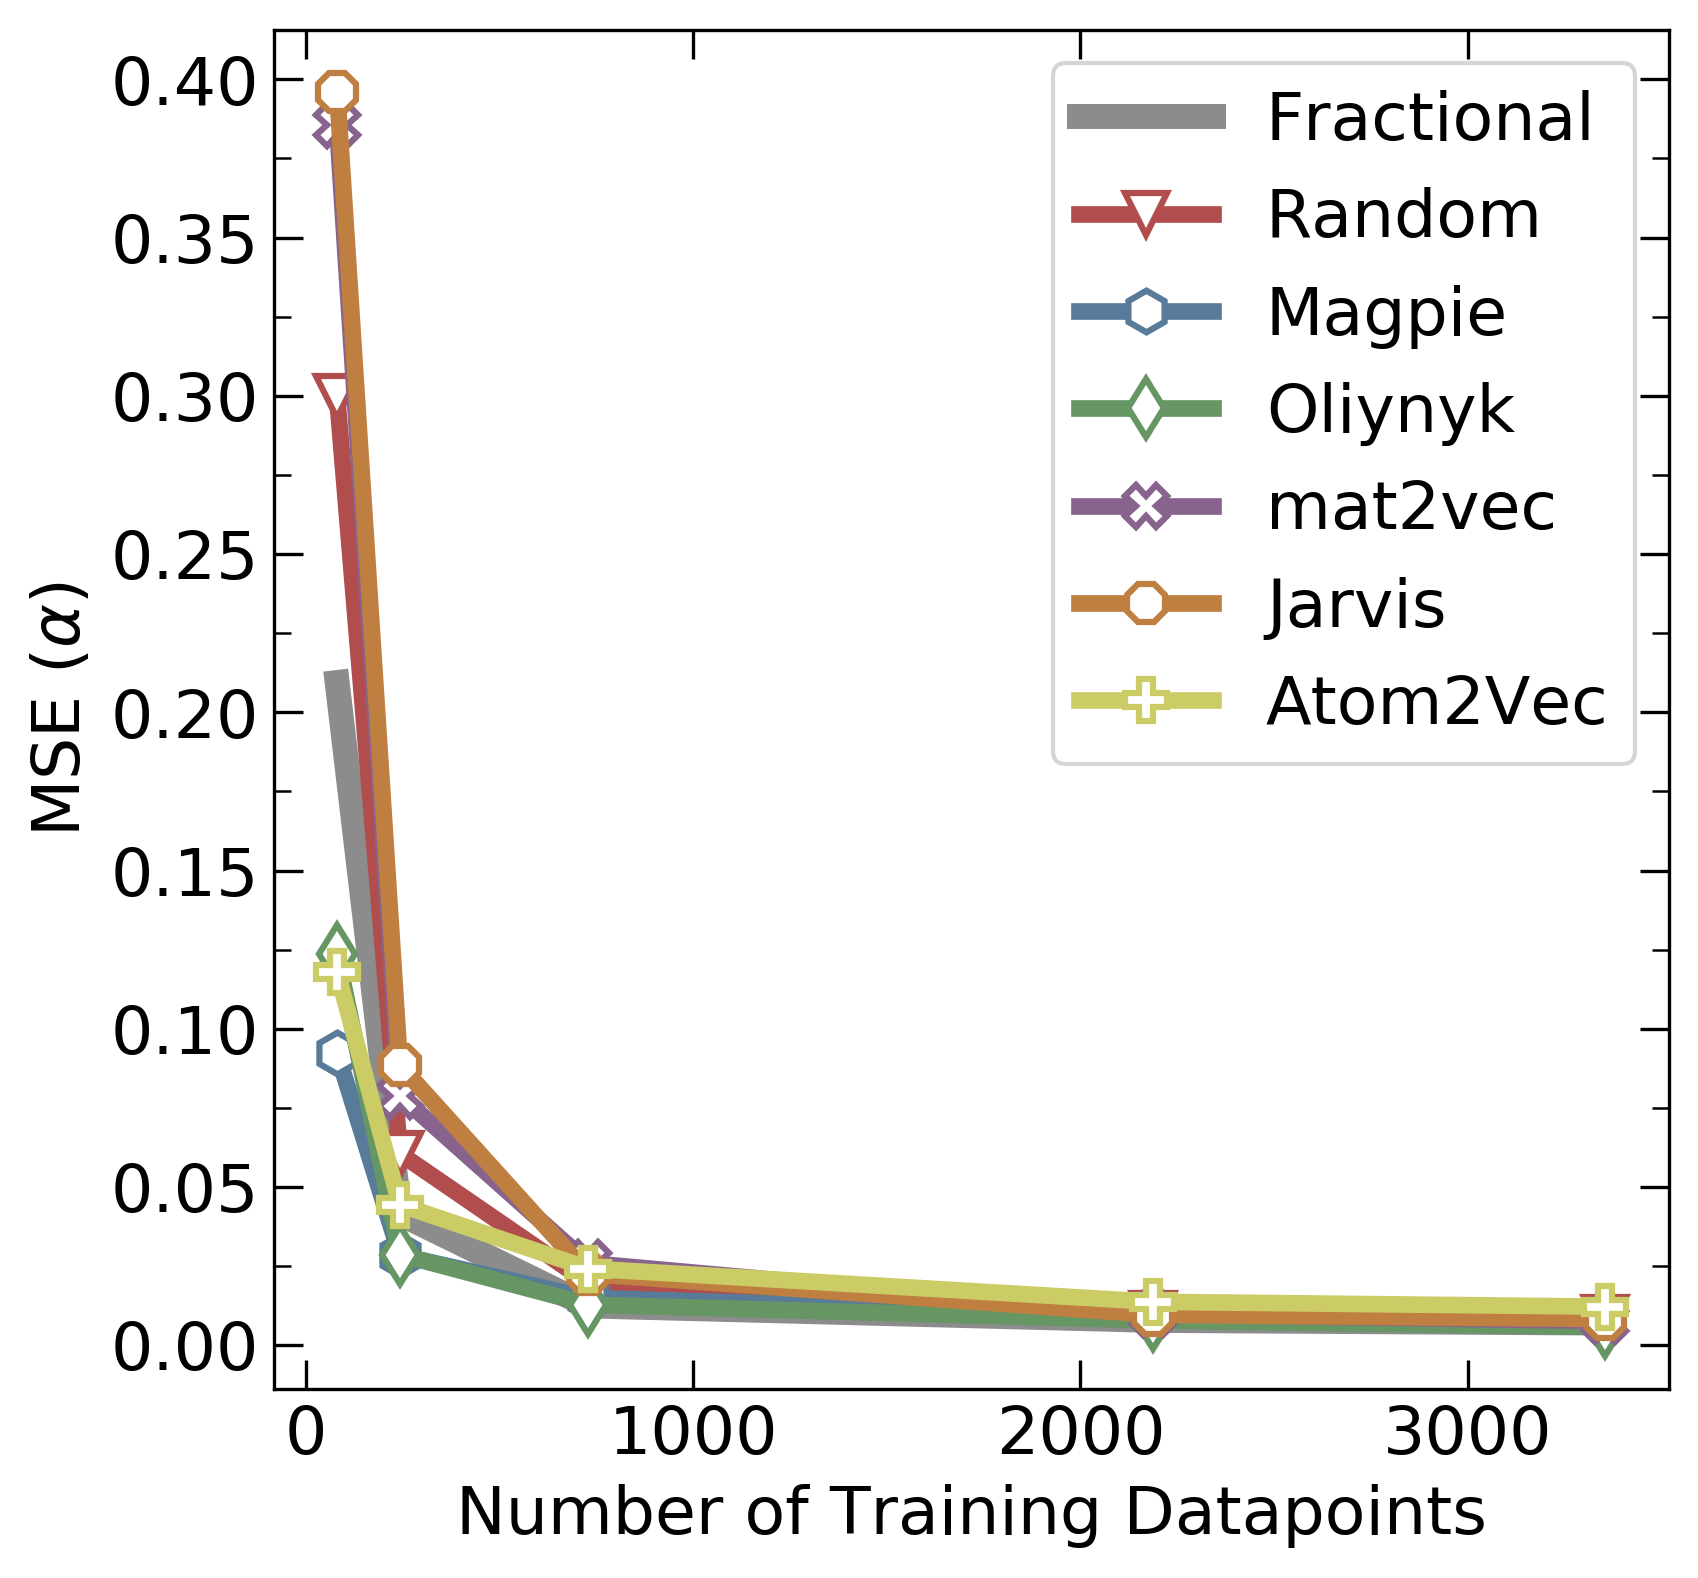 0.40
0.35
0.30
0.25
0.20
0.15
0.10
0.05
0.00
MSE (α)
0 1000 2000 3000
Number of Training Datapoints
Fractional
Random
Magpie
Oliynyk
mat2vec
Jarvis
Atom2Vec